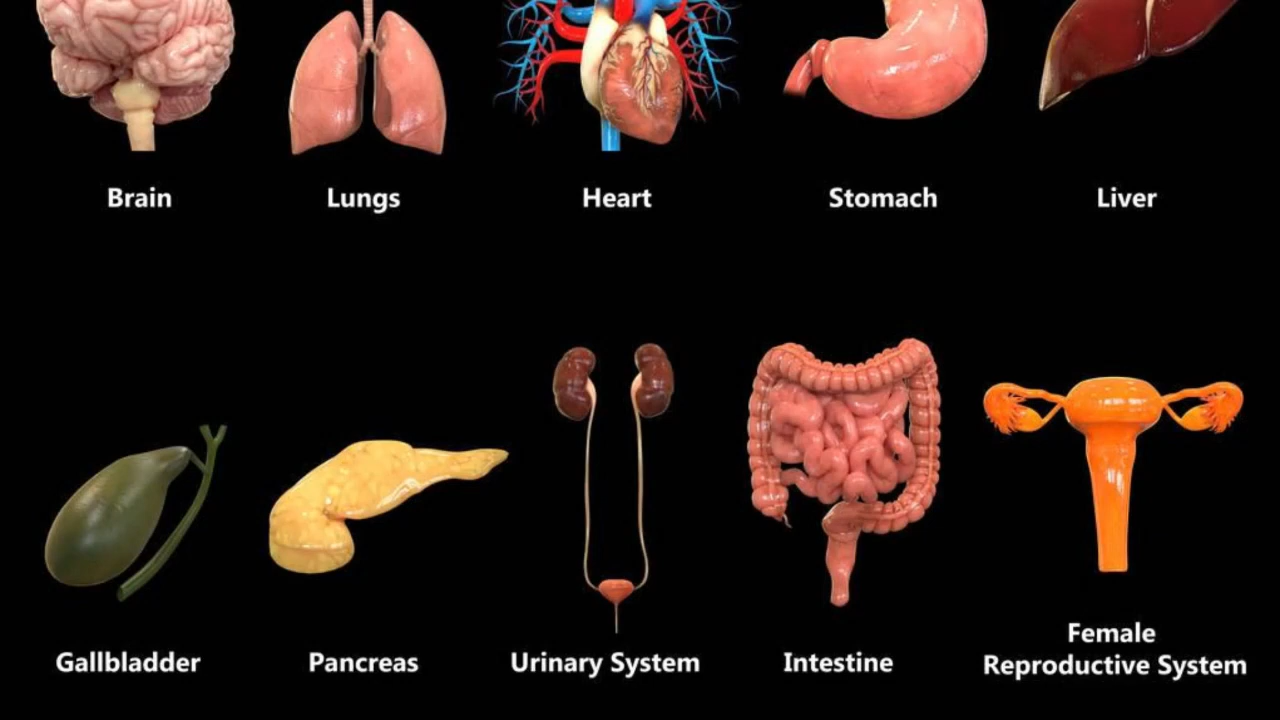 Brain
Lungs
Heart
Stomach
Liver
Gallbladder
Pancreas
Urinary System
Intestine
Female
Reproductive System